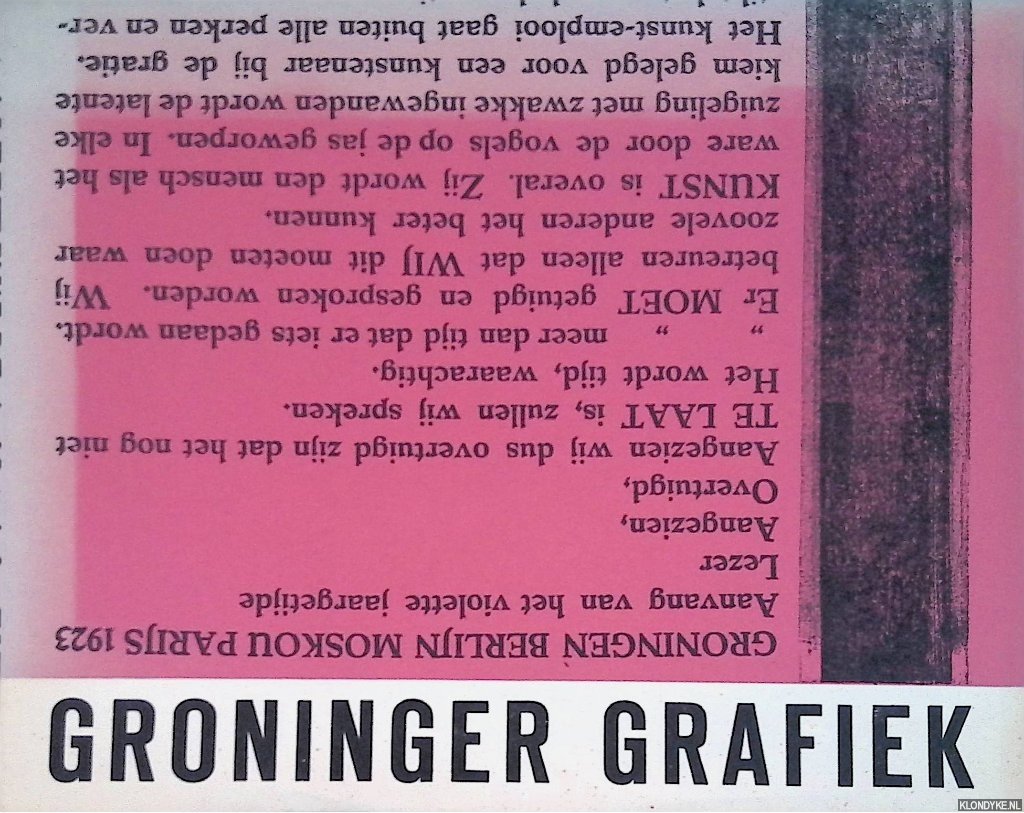 GRONINGEN BERLIJN MOSKOU PARIJS 1923
Aanvang van het violette jaargetijde
Lezer
Aangezien,
Overtuigd,
Aangezien wij dus overtuigd zijn dat het nog niet
TE LAAT is, zullen wij spreken.
Het wordt tijd, waarachtig.
„ „ meer dan tijd dat er iets gedaan wordt.
Er MOET getuigd en gesproken worden. Wij
betreuren alleen dat WIJ dit moeten doen waar
zoovele anderen het beter kunnen.
KUNST is overal. Zij wordt den mensch als het
ware door de vogels op de jas geworpen. In elke
zuigeling met zwakke ingewanden wordt de latente
kiem gelegd voor een kunstenaar bij de gratie.
Het kunst-emplooi gaat buiten alle perken en ver-
GRONINGER GRAFIEK
KLONDYKE.NL